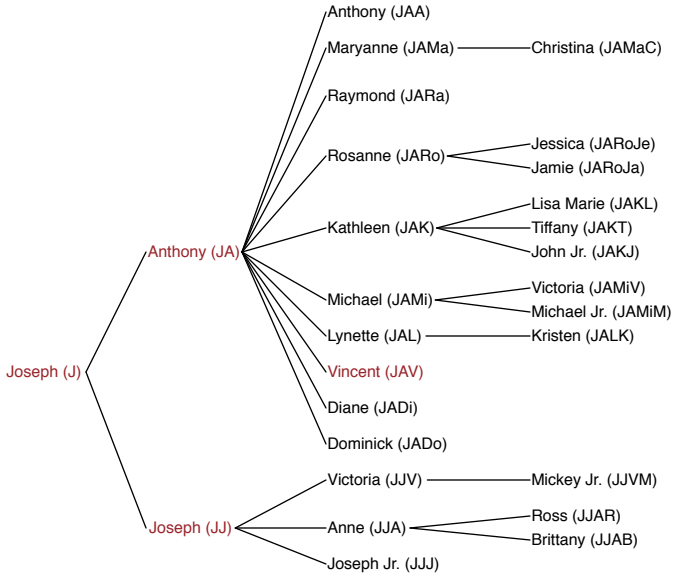 Anthony (JAA)
Maryanne (JAMa)
Christina (JAMaC)
Raymond (JARa)
Jessica (JARoJe)
Rosanne (JARo)
Jamie (JARoJa)
Lisa Marie (JAKL)
Kathleen (JAK)
Tiffany (JAKT)
Anthony (JA)
John Jr. (JAKJ)
Victoria (JAMiV)
Michael (JAMi)
Michael Jr. (JAMiM)
Lynette (JAL)
Kristen (JALK)
Joseph (J)
Vincent (JAV)
Diane (JADi)
Dominick (JADo)
Victoria (JJV)
Mickey Jr. (JJVM)
Ross (JJAR)
Joseph (JJ)
Anne (JJA)
Brittany (JJAB)
Joseph Jr. (JJJ)